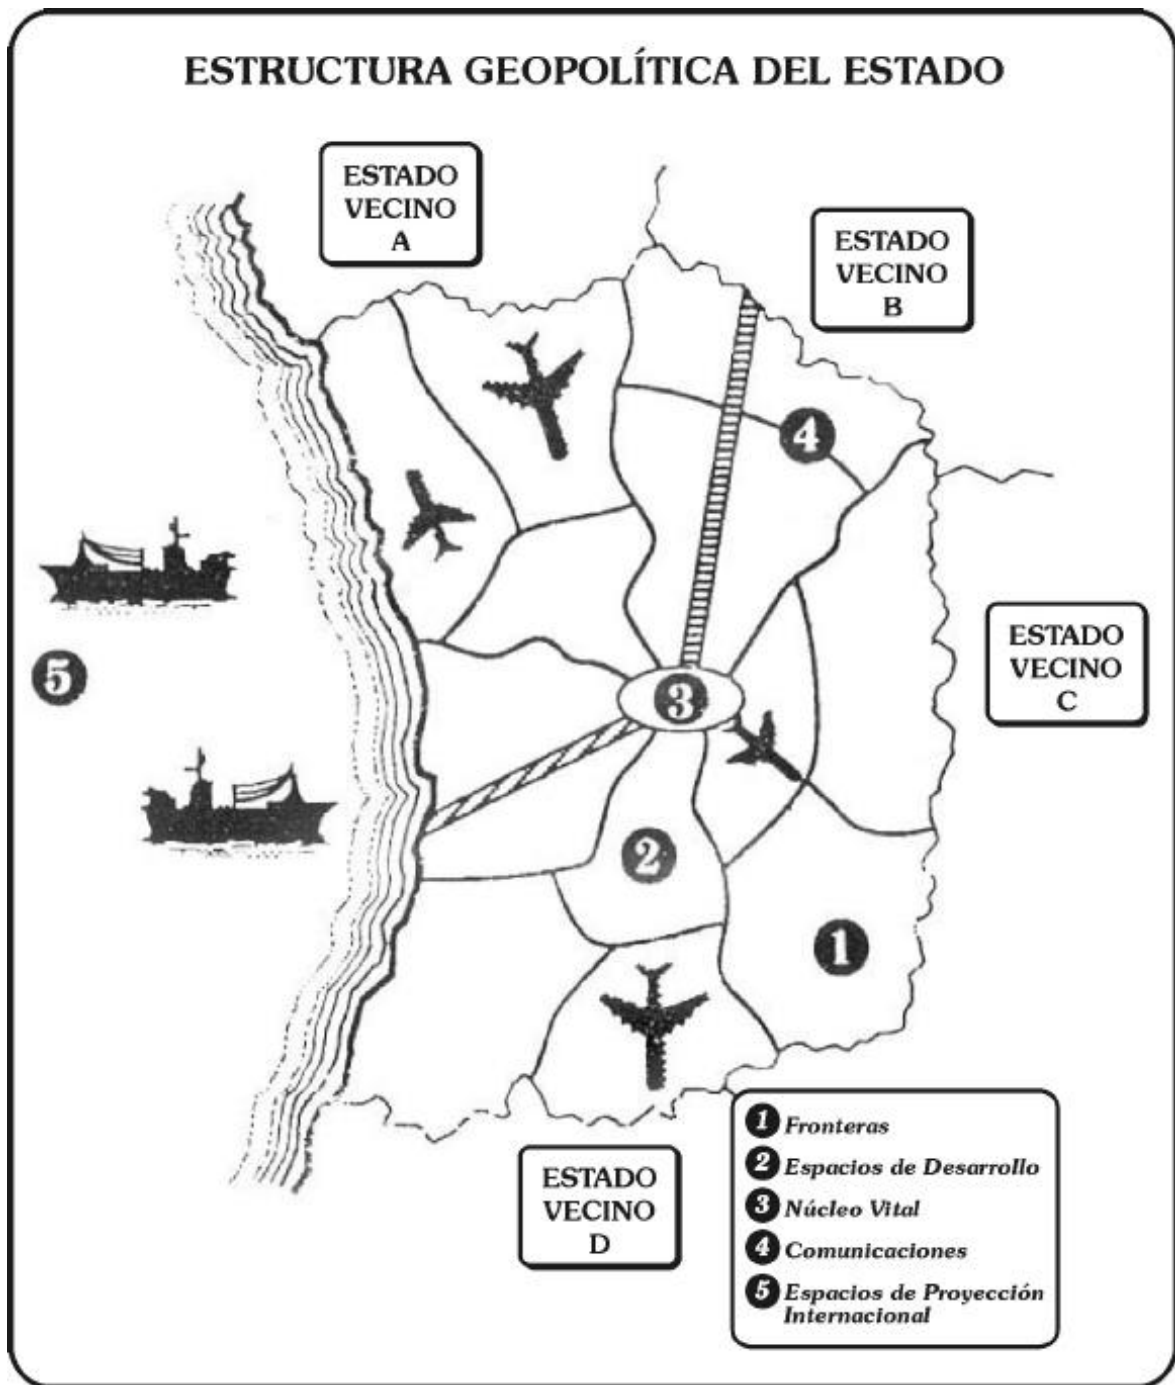 ESTRUCTURA GEOPOLÍTICA DEL ESTADO
ESTADO
VECINO
A
ESTADO
VECINO
B
4
5
3
ESTADO
VECINO
C
2
1
ESTADO
VECINO
D
1 Fronteras
2 Espacios de Desarrollo
3 Núcleo Vital
4 Comunicaciones
5 Espacios de Proyección
Internacional